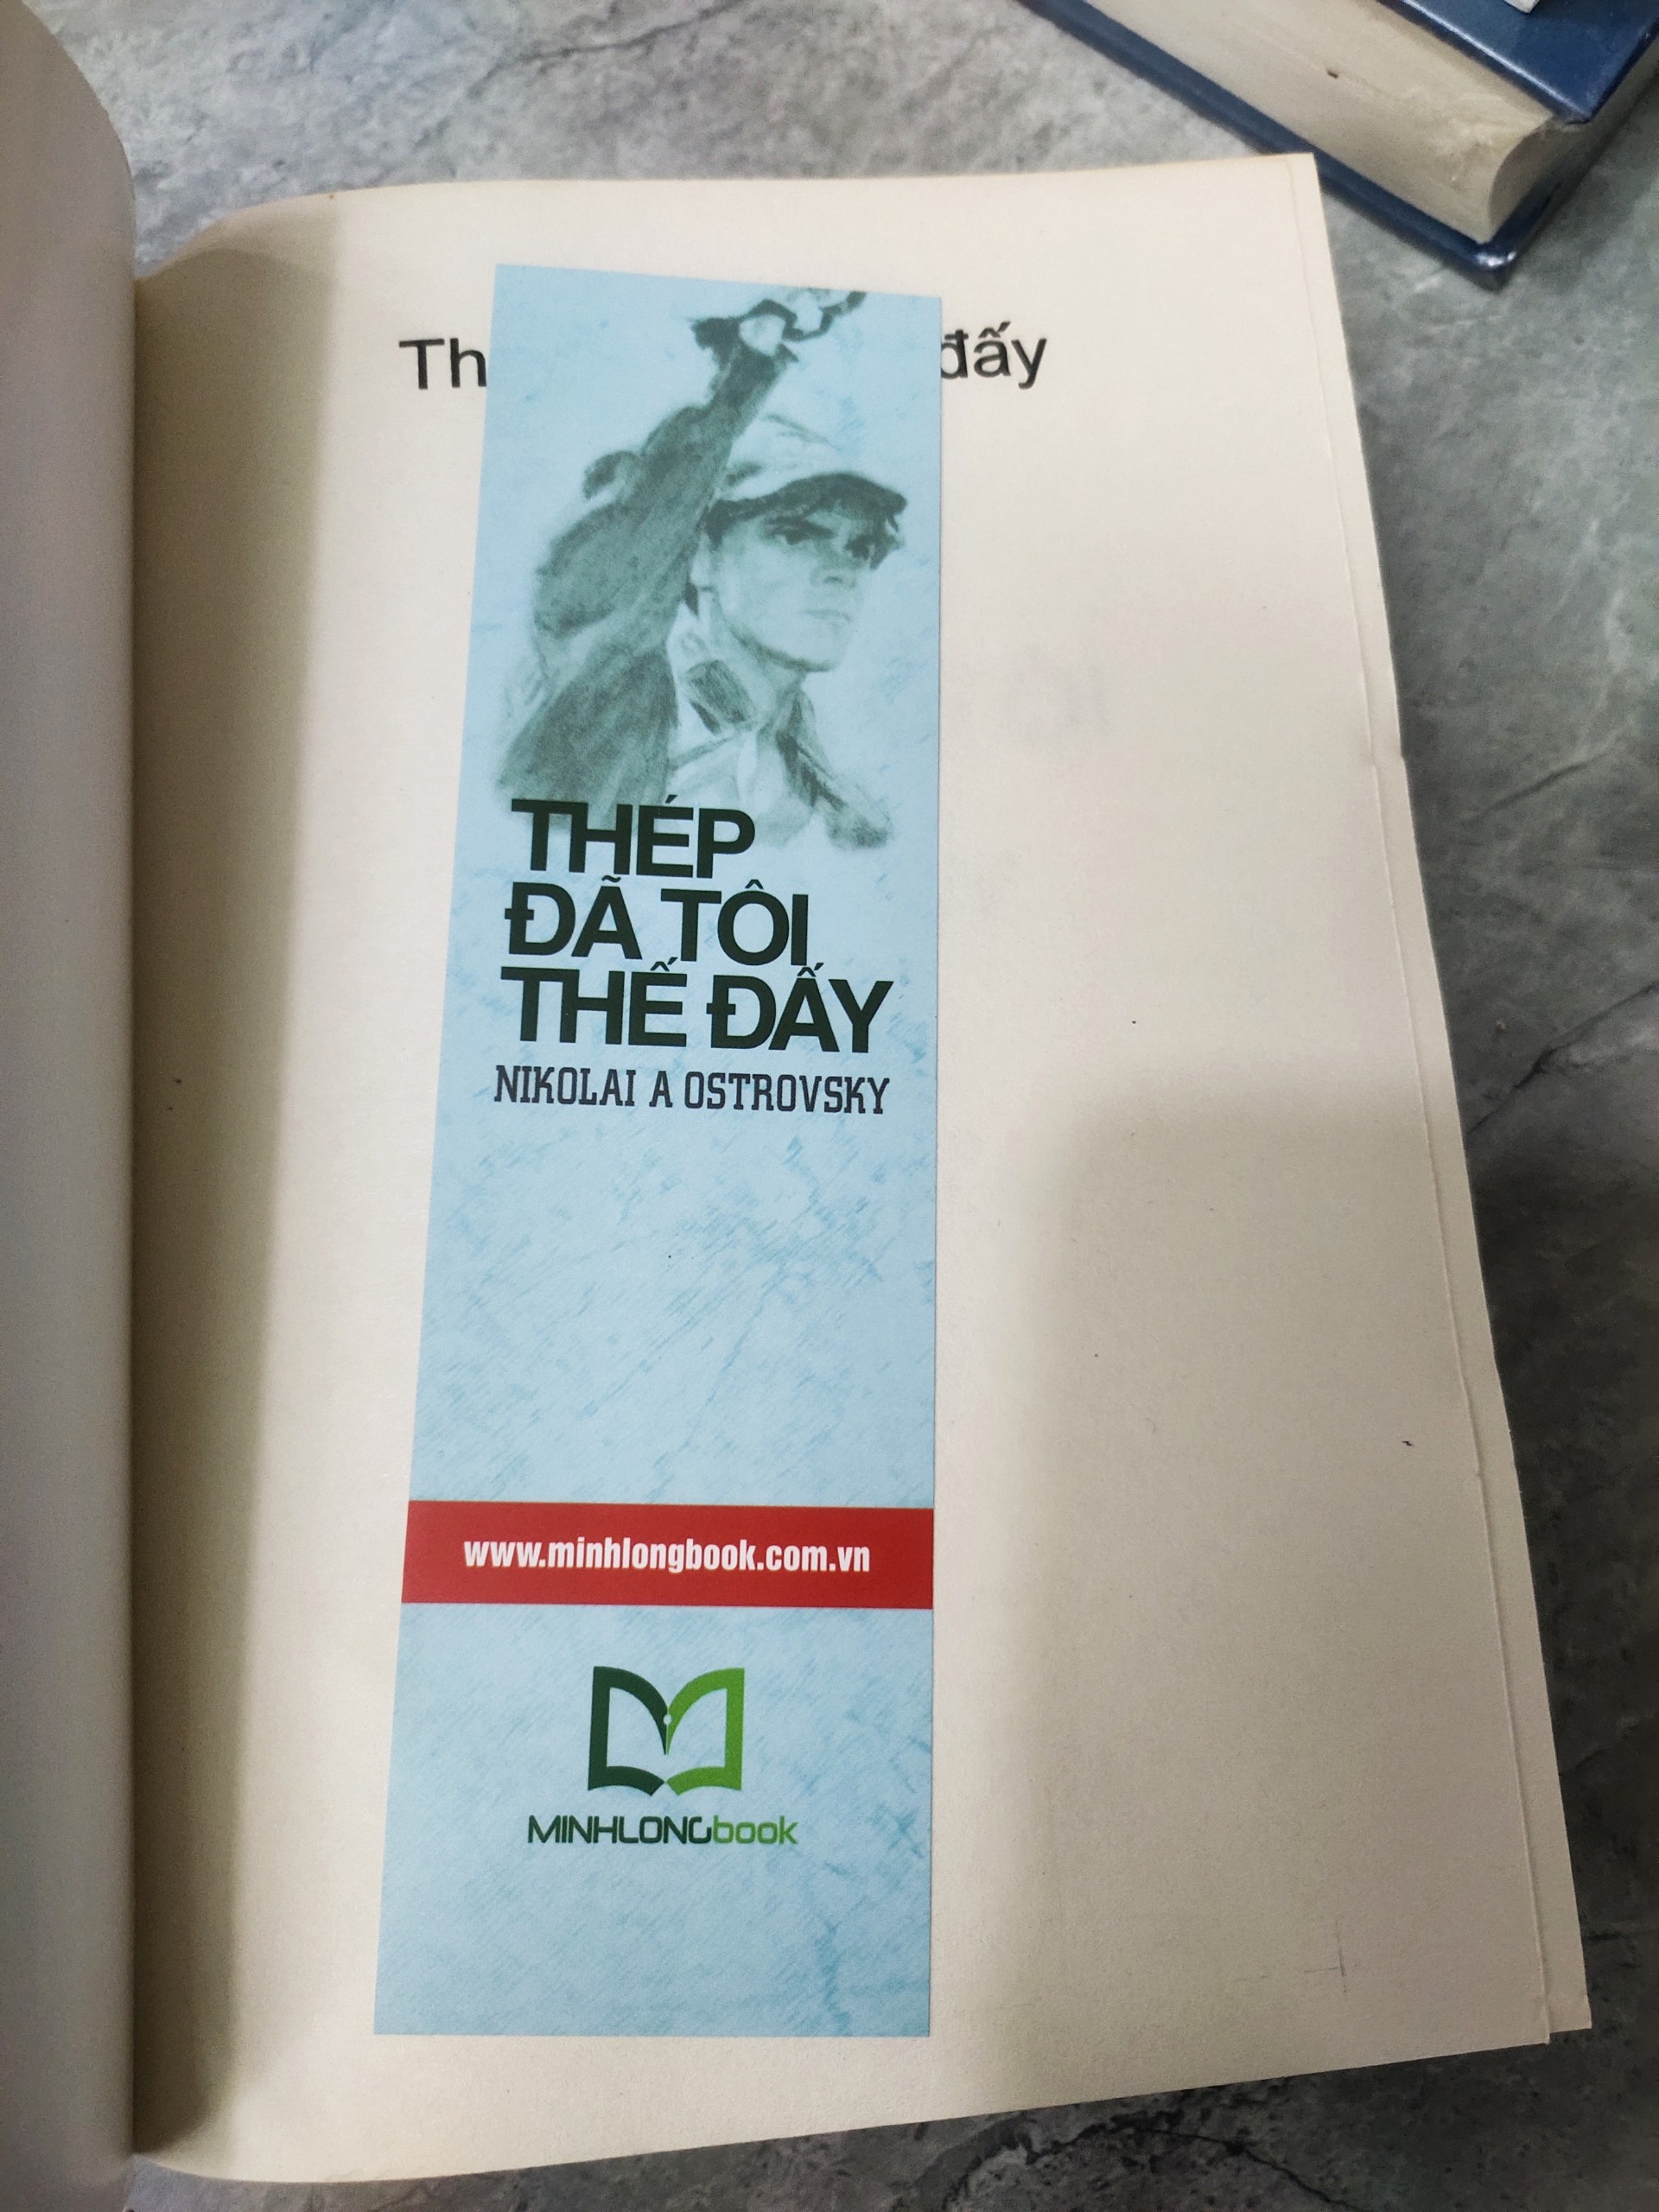 Th đấy
THÉP
ĐÃ TÔI
THẾ ĐẤY
NIKOLAI A OSTROVSKY
www.minhlongbook.com.vn
MINHLONGbook